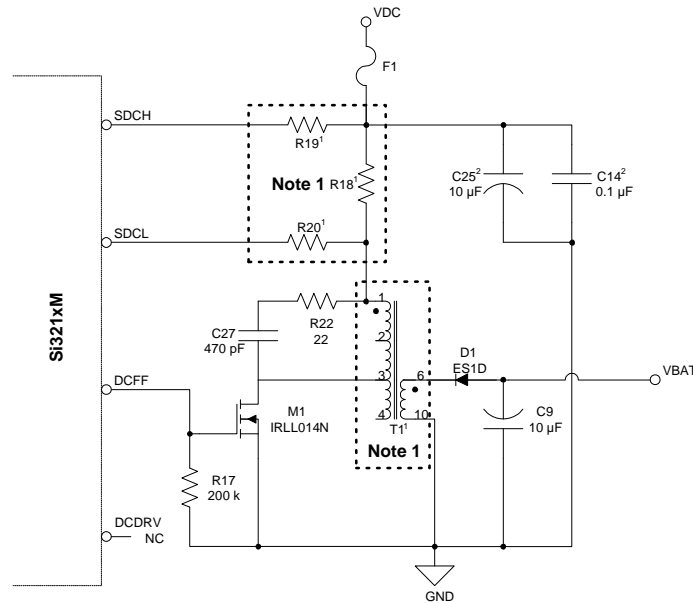 VDC
F1
SDCH
R19¹
R18¹
Note 1
C25²
10 µF
C14²
0.1 µF
SDCL
R20¹
Si321xM
R22
22
C27
470 pF
1
2
3
4
6
10
T1¹
Note 1
D1
ES1D
VBAT
C9
10 µF
DCFF
M1
IRLL014N
R17
200 k
DCDRV
NC
GND